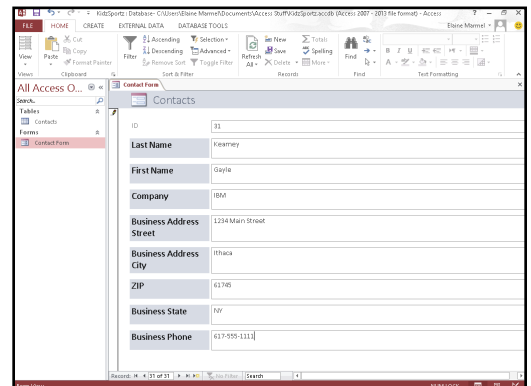 KidzSportz : Database- C:\Users\Elaine Marmel\Documents\Access Stuff\KidzSportz.accdb (Access 2007 - 2013 file format) - Access
FILE HOME CREATE EXTERNAL DATA DATABASE TOOLS Elaine Marmel
View
Paste
Cut
Copy
Format Painter
Filter
Ascending
Descending
Remove Sort
Selection
Advanced
Toggle Filter
Refresh All
New
Save
Delete
Totals
Spelling
More
Find
B I U
Views Clipboard Sort & Filter Records Find Text Formatting
All Access O...
Search...
Tables
Contacts
Forms
Contact Form
Contact Form
Contacts
ID 31
Last Name Kearney
First Name Gayle
Company IBM
Business Address Street 1234 Main Street
Business Address City Ithaca
ZIP 61745
Business State NY
Business Phone 617-555-1111
Record: 31 of 31 No Filter Search
Form View NUM LOCK